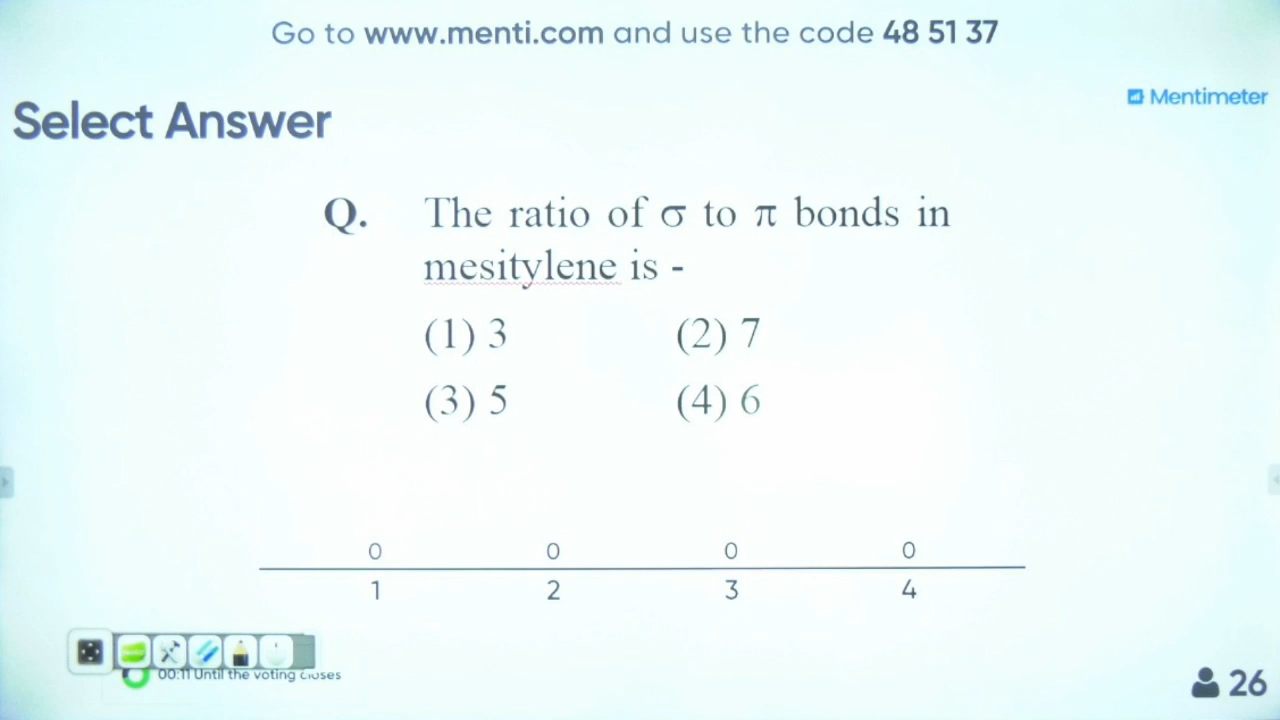 Go to www.menti.com and use the code 48 51 37
Mentimeter
Select Answer
Q. The ratio of σ to π bonds in
mesitylene is -
(1) 3 (2) 7
(3) 5 (4) 6
0 0 0 0
1 2 3 4
00:11 Until the voting closes
26